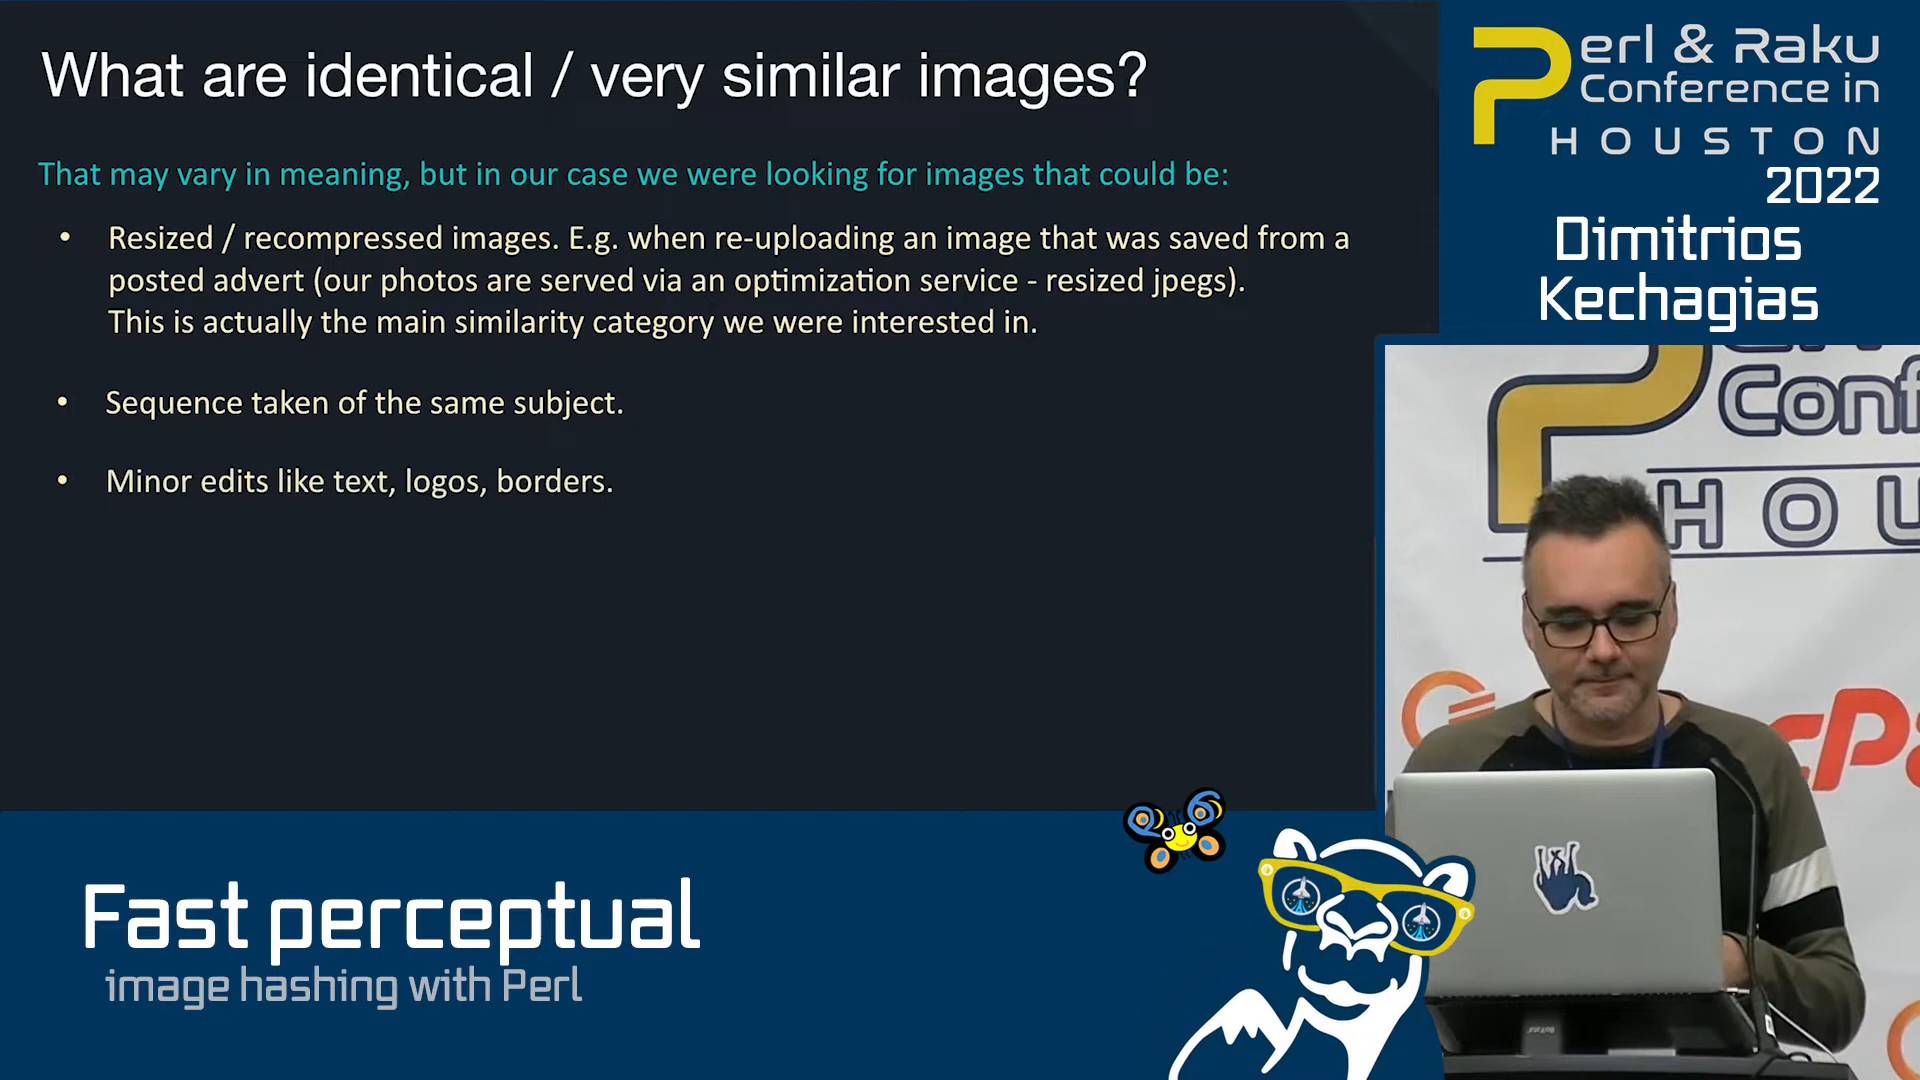 What are identical / very similar images?
That may vary in meaning, but in our case we were looking for images that could be:
• Resized / recompressed images. E.g. when re-uploading an image that was saved from a
posted advert (our photos are served via an optimization service - resized jpegs).
This is actually the main similarity category we were interested in.
• Sequence taken of the same subject.
• Minor edits like text, logos, borders.
Perl & Raku
Conference in
HOUSTON
2022
Dimitrios
Kechagias
Conf
HOU
cPa
Fast perceptual
image hashing with Perl